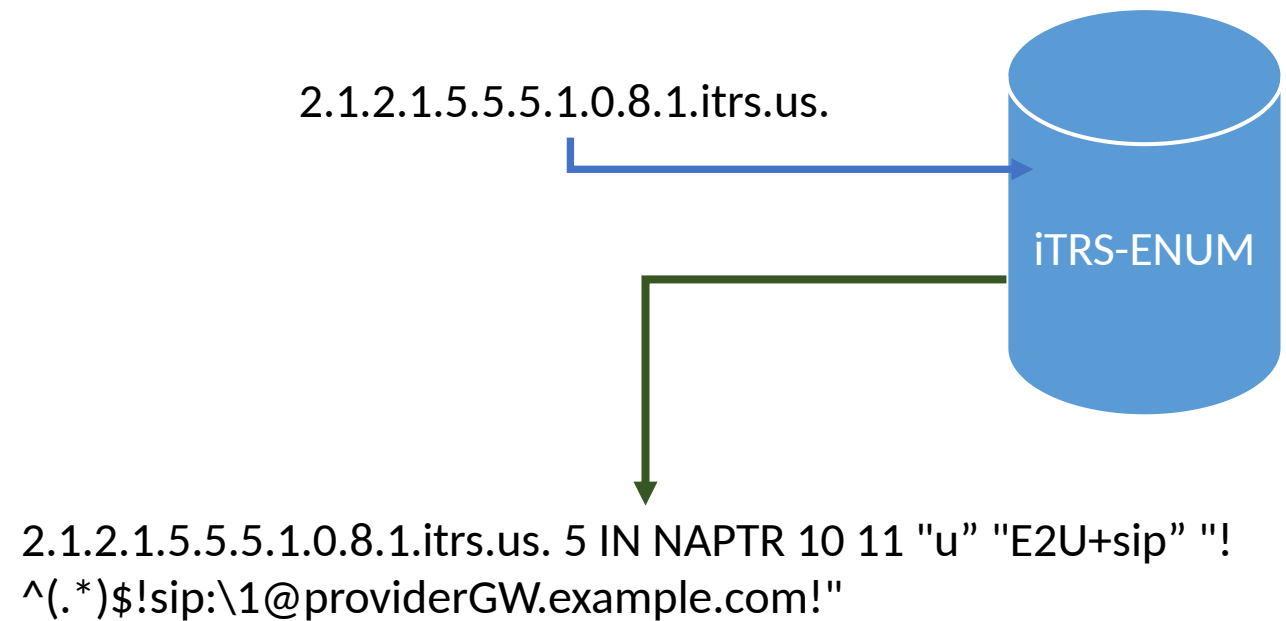 2.1.2.1.5.5.5.1.0.8.1.itrs.us.
iTRS-ENUM
2.1.2.1.5.5.5.1.0.8.1.itrs.us. 5 IN NAPTR 10 11 "u” "E2U+sip” "!
^(.*)$!sip:\1@providerGW.example.com!"